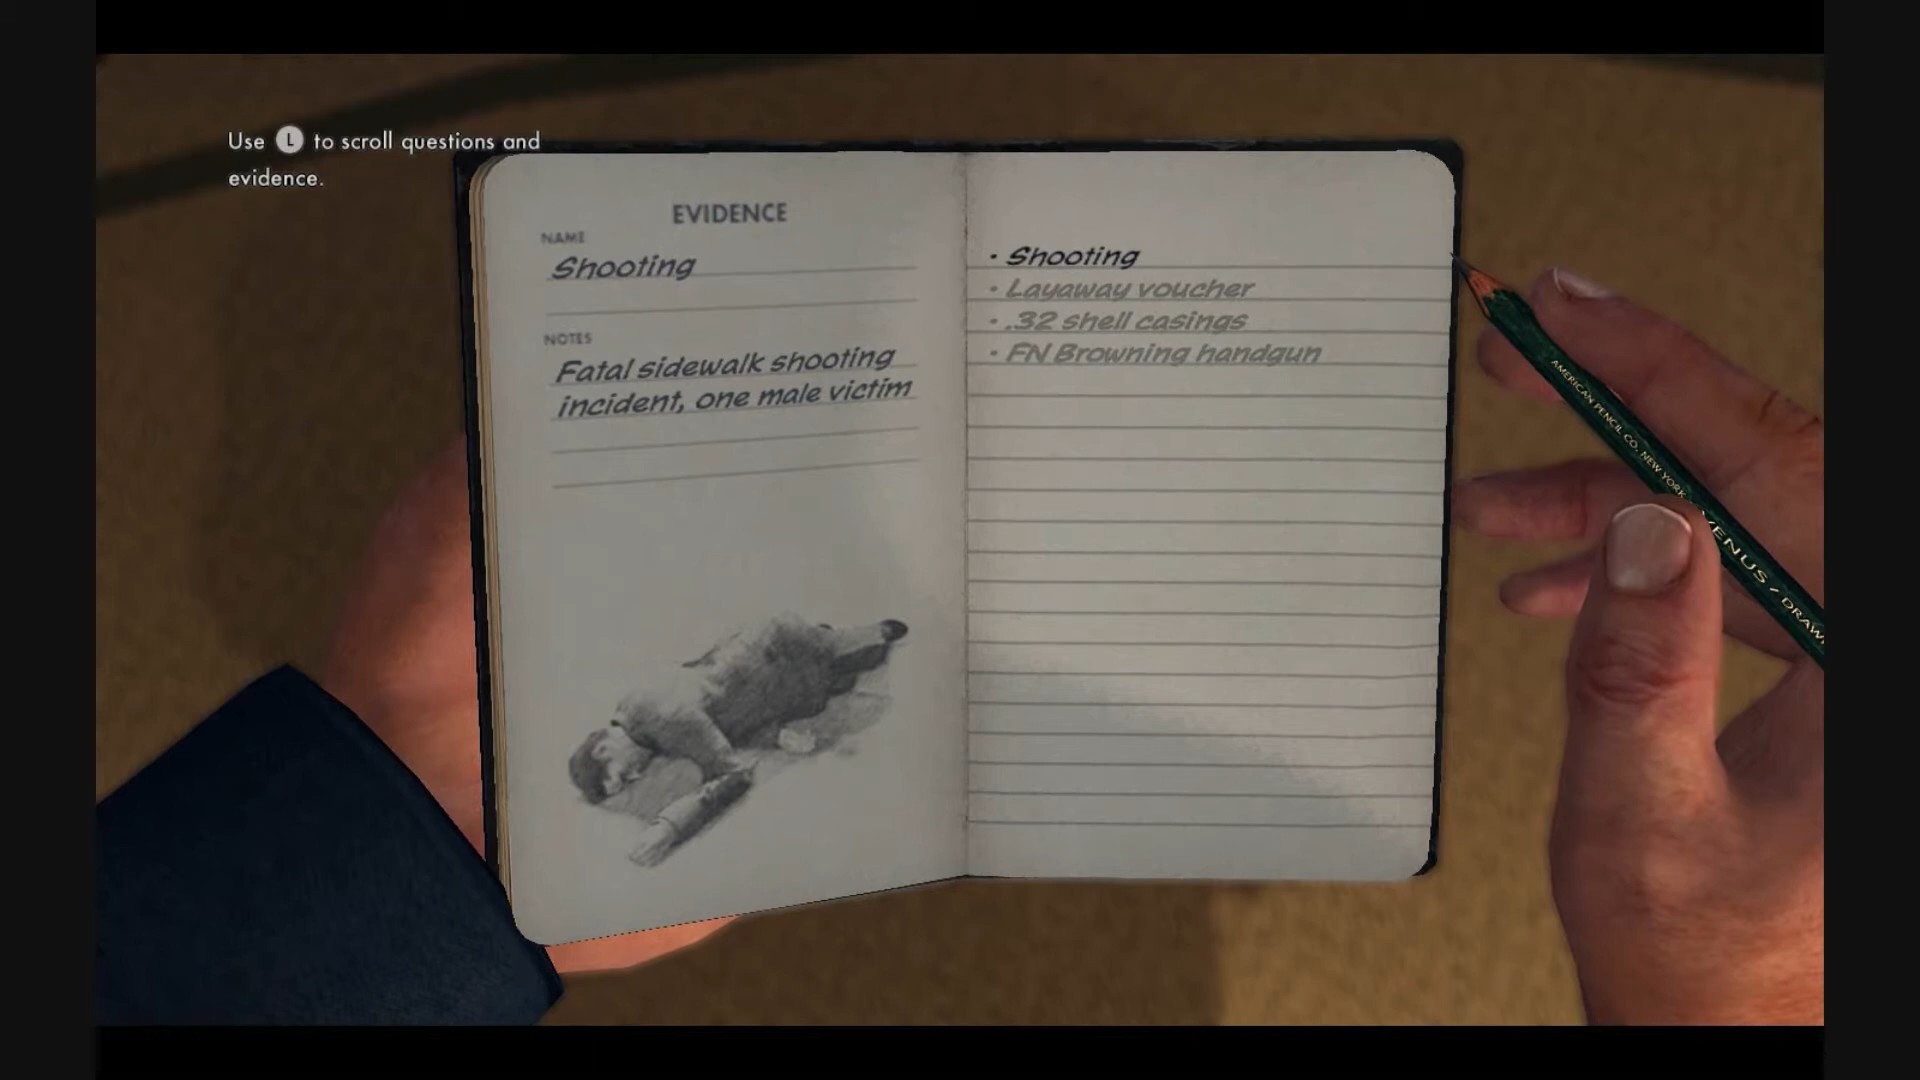 Use L to scroll questions and
evidence.
EVIDENCE
NAME
Shooting
NOTES
Fatal sidewalk shooting
incident, one male victim
• Shooting
• Layaway voucher
• .32 shell casings
• FN Browning handgun
AMERICAN PENCIL CO. NEW YORK
VENUS / DRAW